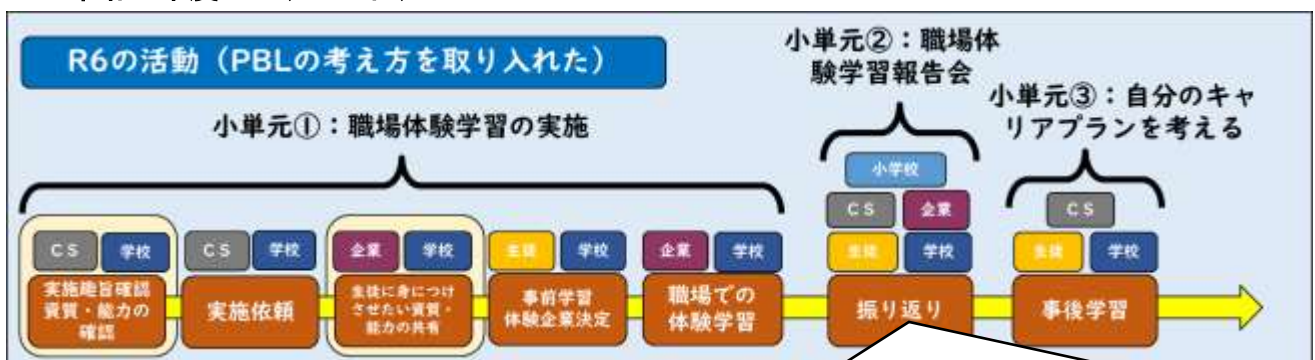 R6の活動（PBLの考え方を取り入れた）
小単元①：職場体験学習の実施
小単元②：職場体
験学習報告会
小単元③：自分のキャ
リアプランを考える
小学校
CS
企業
CS
CS
学校
CS
学校
企業
学校
生徒
学校
企業
学校
生徒
学校
生徒
学校
実施趣旨確認
資質・能力の
確認
実施依頼
生徒に身につけ
させたい資質・
能力の共有
事前学習
体験企業決定
職場での
体験学習
振り返り
事後学習